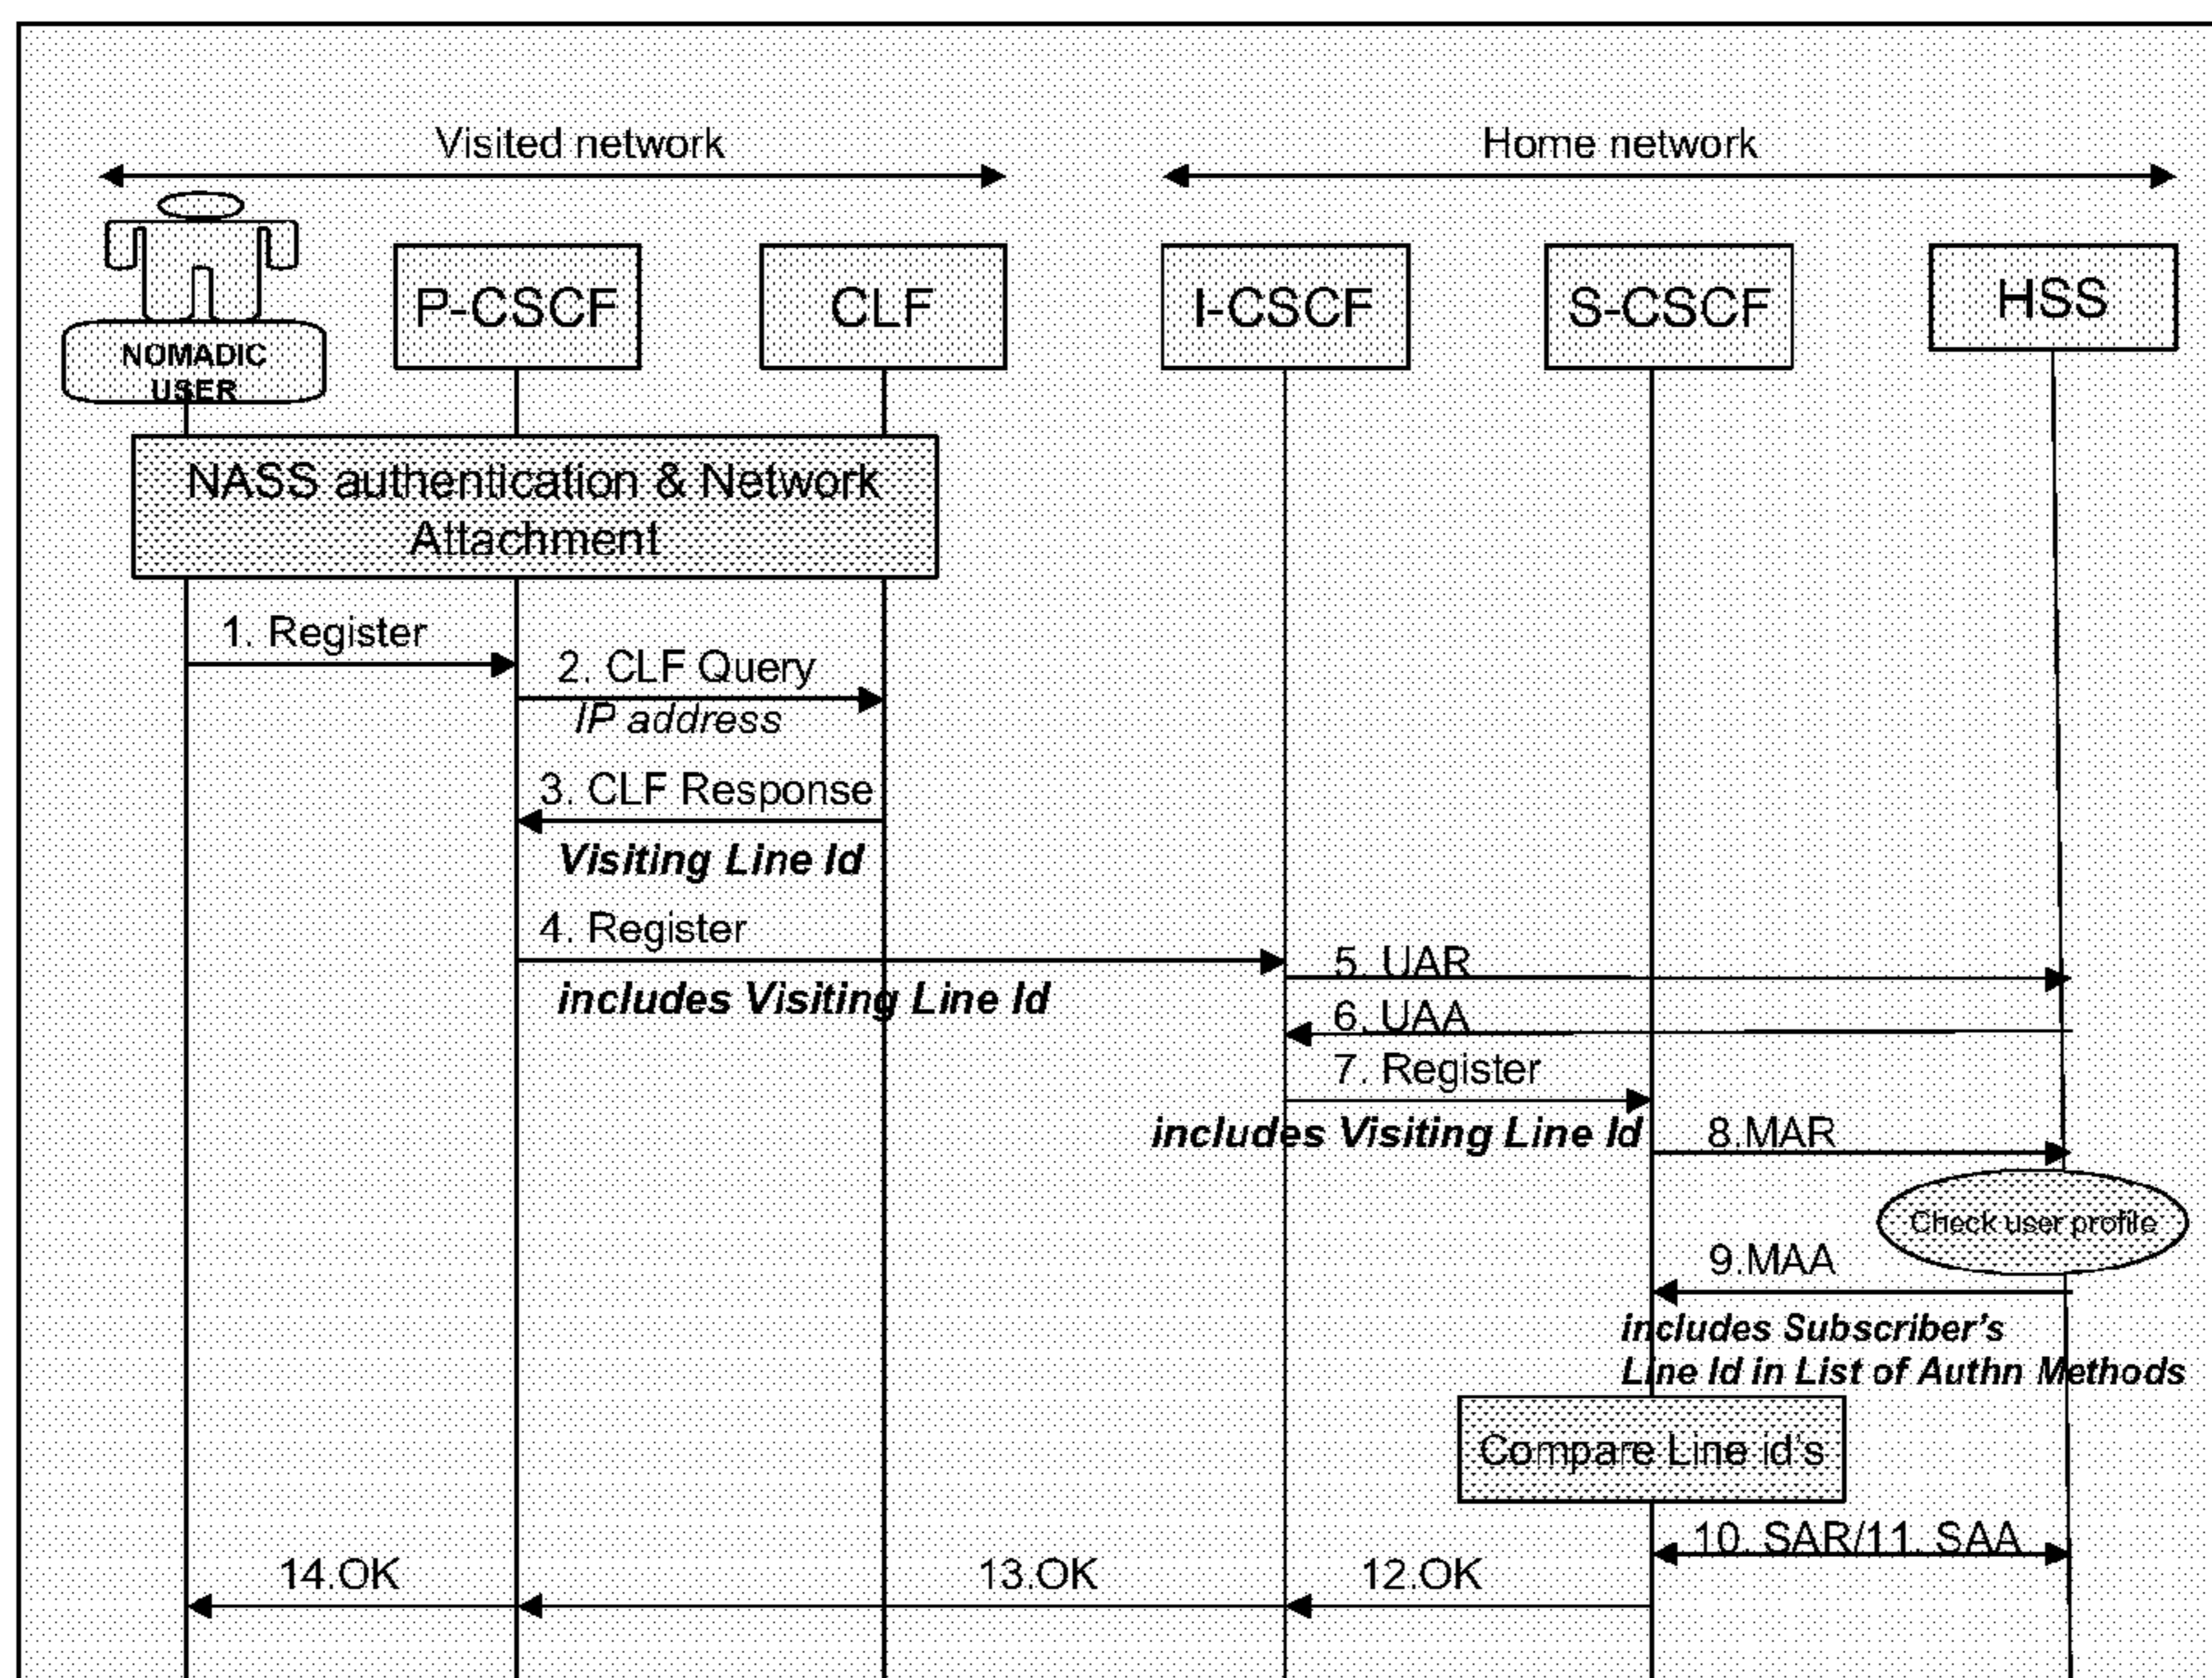 Visited network
Home network
NOMADIC
USER
P-CSCF
CLF
I-CSCF
S-CSCF
HSS
NASS authentication & Network
Attachment
1. Register
2. CLF Query
IP address
3. CLF Response
Visiting Line Id
4. Register
includes Visiting Line Id
5. UAR
6. UAA
7. Register
includes Visiting Line Id
8.MAR
Check user profile
9.MAA
includes Subscriber's
Line Id in List of Authn Methods
Compare Line id's
10. SAR/11. SAA
14.OK
13.OK
12.OK